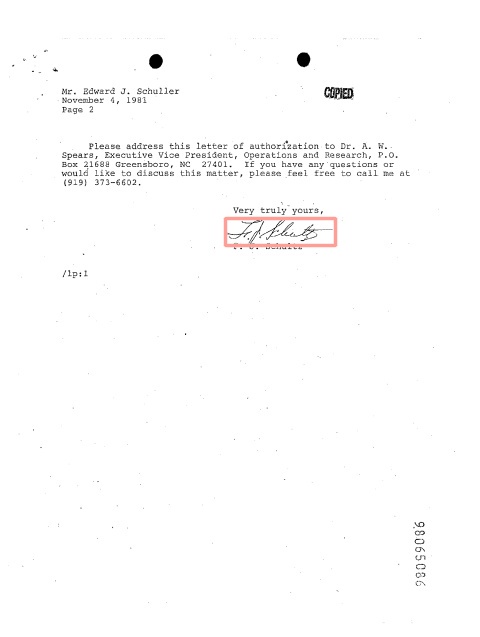 Mr. Edward J. Schuller
November 4, 1981
Page 2
COPIED
Please address this letter of authorization to Dr. A. W.
Spears, Executive Vice President, Operations and Research, P.O.
Box 21688 Greensboro, NC 27401. If you have any questions or
would like to discuss this matter, please feel free to call me at
(919) 373-6602.
Very truly yours,
Schultz
Schultz
/lp:1
98065086